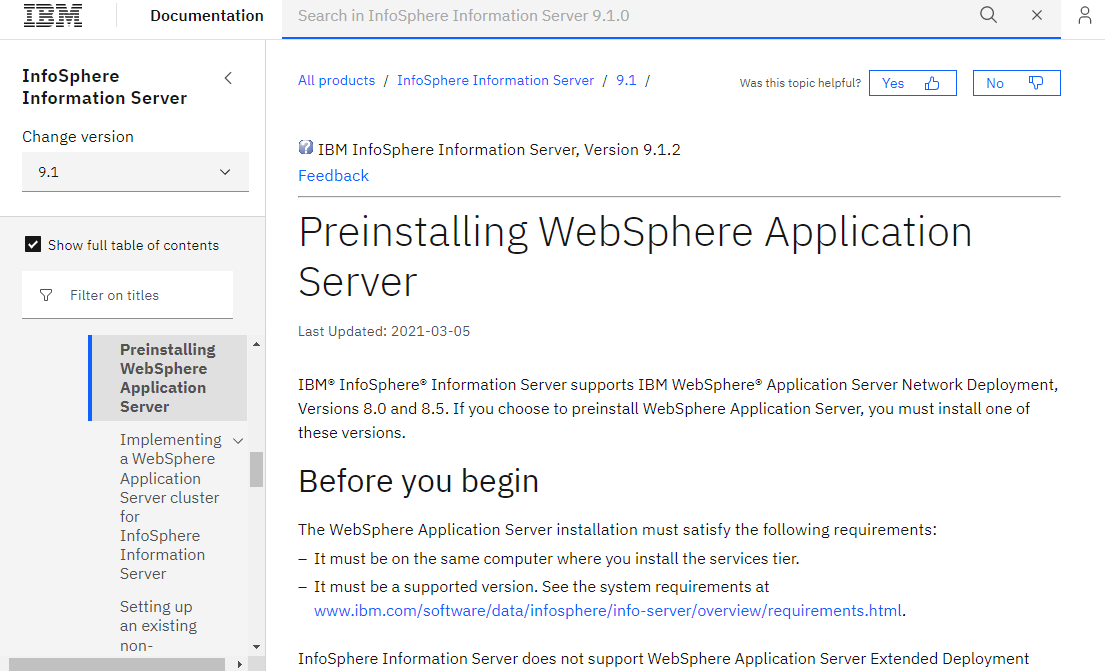 IBM
Documentation
Search in InfoSphere Information Server 9.1.0
InfoSphere
Information Server
Change version
9.1
Show full table of contents
Filter on titles
Preinstalling
WebSphere
Application
Server
Implementing
a WebSphere
Application
Server cluster
for
InfoSphere
Information
Server
Setting up
an existing
non-
All products / InfoSphere Information Server / 9.1 /
Was this topic helpful? Yes No
IBM InfoSphere Information Server, Version 9.1.2
Feedback
Preinstalling WebSphere Application
Server
Last Updated: 2021-03-05
IBM® InfoSphere® Information Server supports IBM WebSphere® Application Server Network Deployment,
Versions 8.0 and 8.5. If you choose to preinstall WebSphere Application Server, you must install one of
these versions.
Before you begin
The WebSphere Application Server installation must satisfy the following requirements:
– It must be on the same computer where you install the services tier.
– It must be a supported version. See the system requirements at
www.ibm.com/software/data/infosphere/info-server/overview/requirements.html.
InfoSphere Information Server does not support WebSphere Application Server Extended Deployment